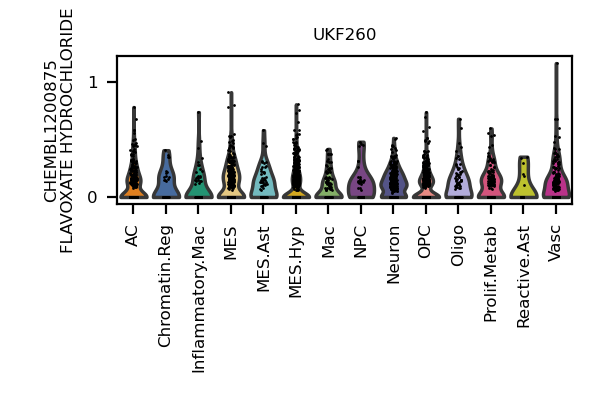 UKF260
CHEMBL1200875
FLAVOXATE HYDROCHLORIDE
1
0
AC
Chromatin.Reg
Inflammatory.Mac
MES
MES.Ast
MES.Hyp
Mac
NPC
Neuron
OPC
Oligo
Prolif.Metab
Reactive.Ast
Vasc